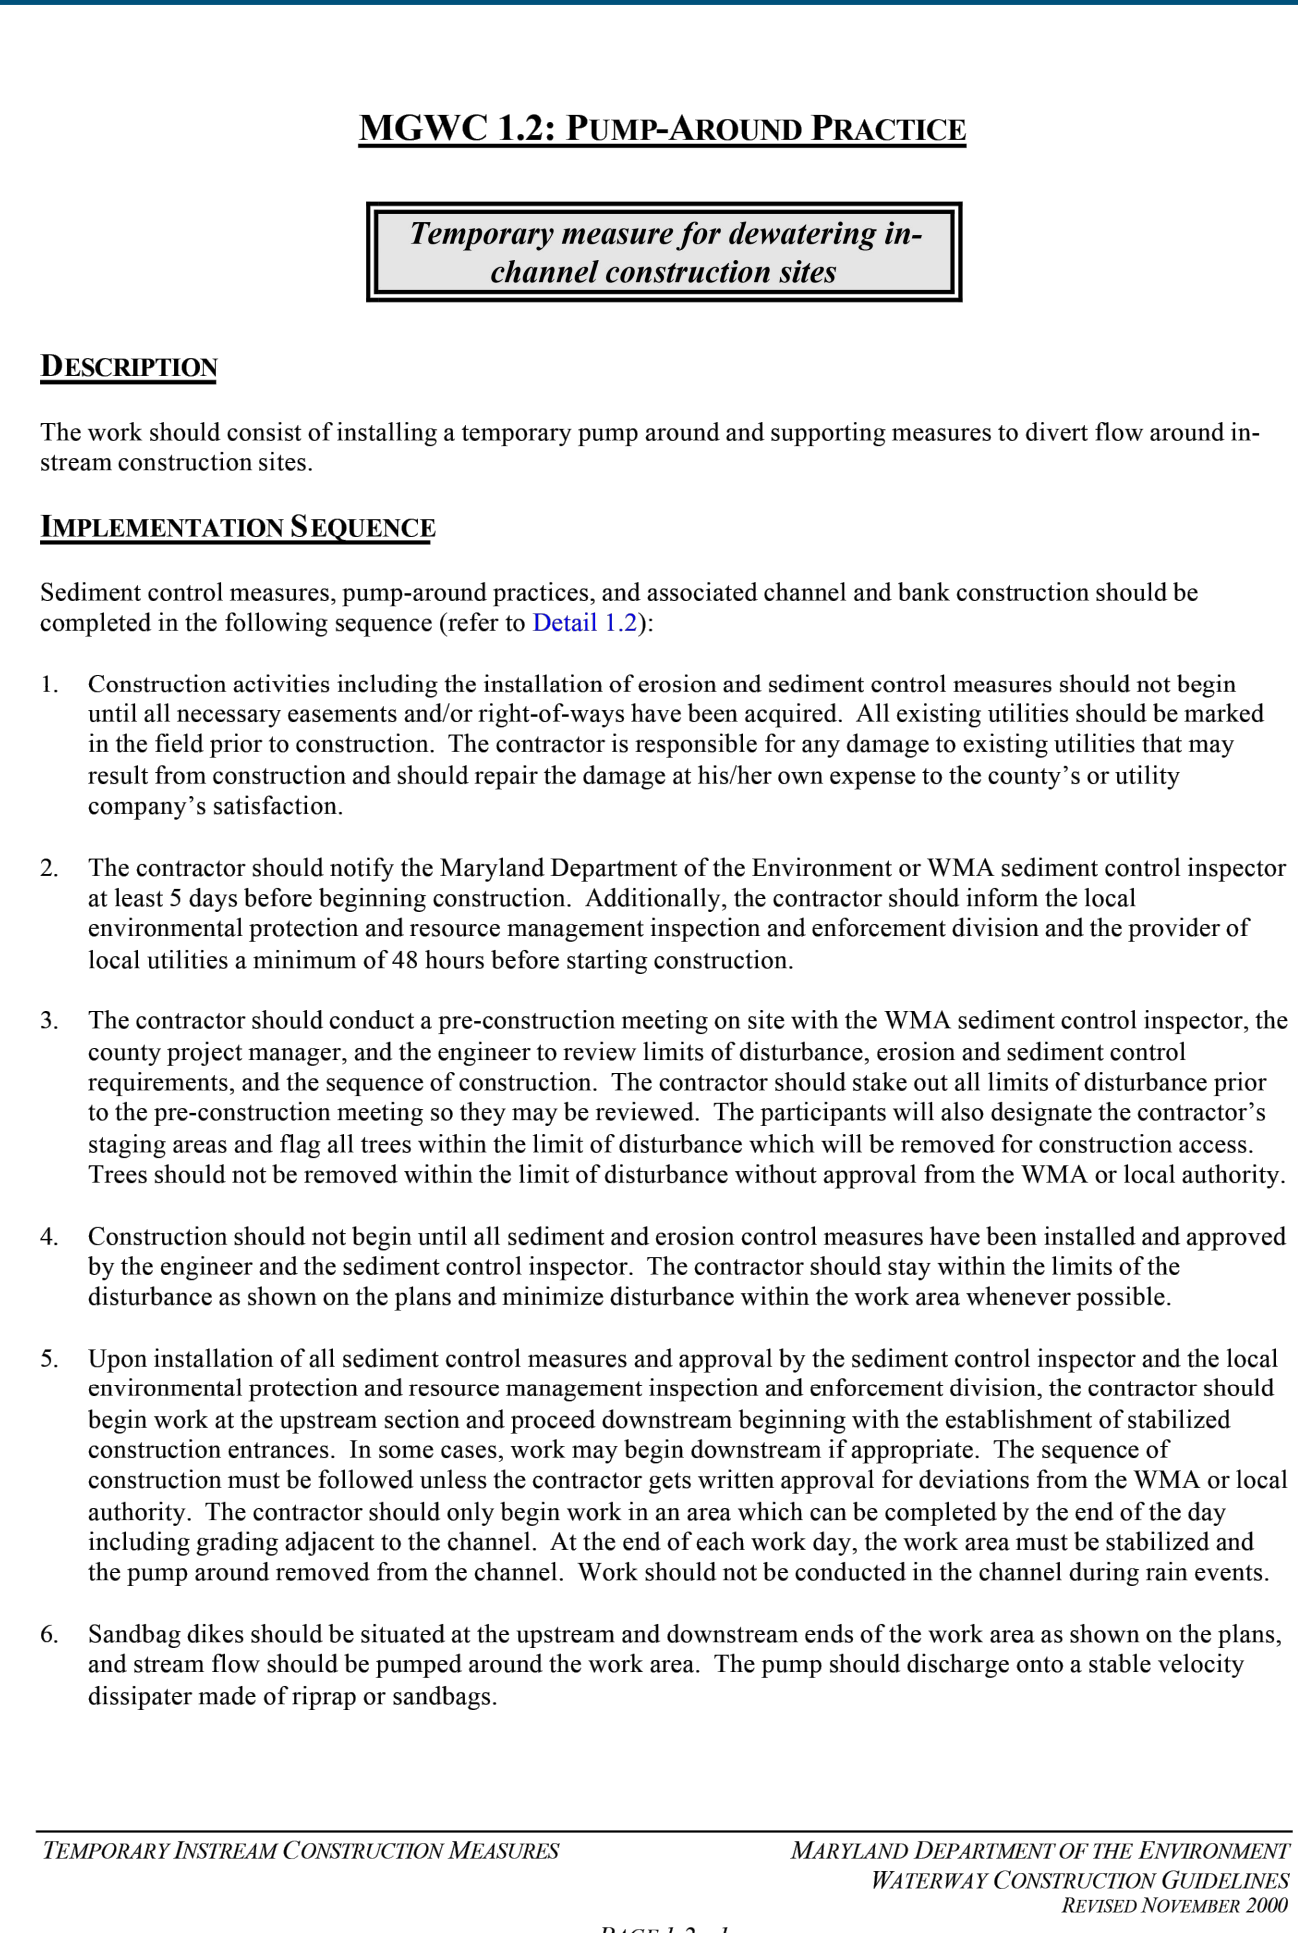 MGWC 1.2: PUMP-AROUND PRACTICE
Temporary measure for dewatering in-
channel construction sites
DESCRIPTION
The work should consist of installing a temporary pump around and supporting measures to divert flow around in-
stream construction sites.
IMPLEMENTATION SEQUENCE
Sediment control measures, pump-around practices, and associated channel and bank construction should be
completed in the following sequence (refer to Detail 1.2):
1. Construction activities including the installation of erosion and sediment control measures should not begin
until all necessary easements and/or right-of-ways have been acquired. All existing utilities should be marked
in the field prior to construction. The contractor is responsible for any damage to existing utilities that may
result from construction and should repair the damage at his/her own expense to the county’s or utility
company’s satisfaction.
2. The contractor should notify the Maryland Department of the Environment or WMA sediment control inspector
at least 5 days before beginning construction. Additionally, the contractor should inform the local
environmental protection and resource management inspection and enforcement division and the provider of
local utilities a minimum of 48 hours before starting construction.
3. The contractor should conduct a pre-construction meeting on site with the WMA sediment control inspector, the
county project manager, and the engineer to review limits of disturbance, erosion and sediment control
requirements, and the sequence of construction. The contractor should stake out all limits of disturbance prior
to the pre-construction meeting so they may be reviewed. The participants will also designate the contractor’s
staging areas and flag all trees within the limit of disturbance which will be removed for construction access.
Trees should not be removed within the limit of disturbance without approval from the WMA or local authority.
4. Construction should not begin until all sediment and erosion control measures have been installed and approved
by the engineer and the sediment control inspector. The contractor should stay within the limits of the
disturbance as shown on the plans and minimize disturbance within the work area whenever possible.
5. Upon installation of all sediment control measures and approval by the sediment control inspector and the local
environmental protection and resource management inspection and enforcement division, the contractor should
begin work at the upstream section and proceed downstream beginning with the establishment of stabilized
construction entrances. In some cases, work may begin downstream if appropriate. The sequence of
construction must be followed unless the contractor gets written approval for deviations from the WMA or local
authority. The contractor should only begin work in an area which can be completed by the end of the day
including grading adjacent to the channel. At the end of each work day, the work area must be stabilized and
the pump around removed from the channel. Work should not be conducted in the channel during rain events.
6. Sandbag dikes should be situated at the upstream and downstream ends of the work area as shown on the plans,
and stream flow should be pumped around the work area. The pump should discharge onto a stable velocity
dissipater made of riprap or sandbags.
TEMPORARY INSTREAM CONSTRUCTION MEASURES
MARYLAND DEPARTMENT OF THE ENVIRONMENT
WATERWAY CONSTRUCTION GUIDELINES
REVISED NOVEMBER 2000